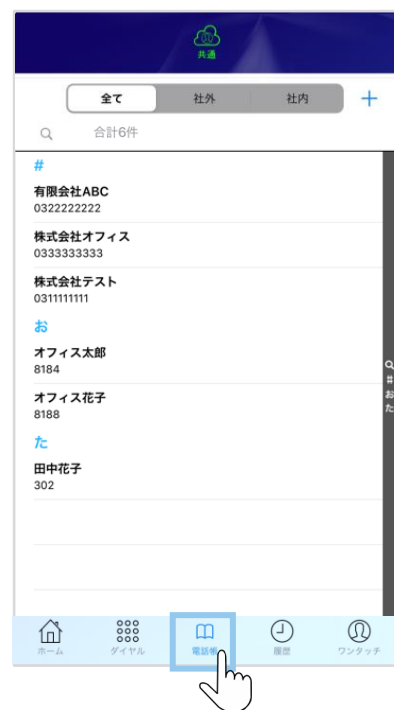 共通
全て 社外 社内 +
合計6件
#
有限会社ABC
0322222222
株式会社オフィス
0333333333
株式会社テスト
0311111111
お
オフィス太郎
8184
オフィス花子
8188
た
田中花子
302
#
お
た
ホーム ダイヤル 電話帳 履歴 ワンタッチ